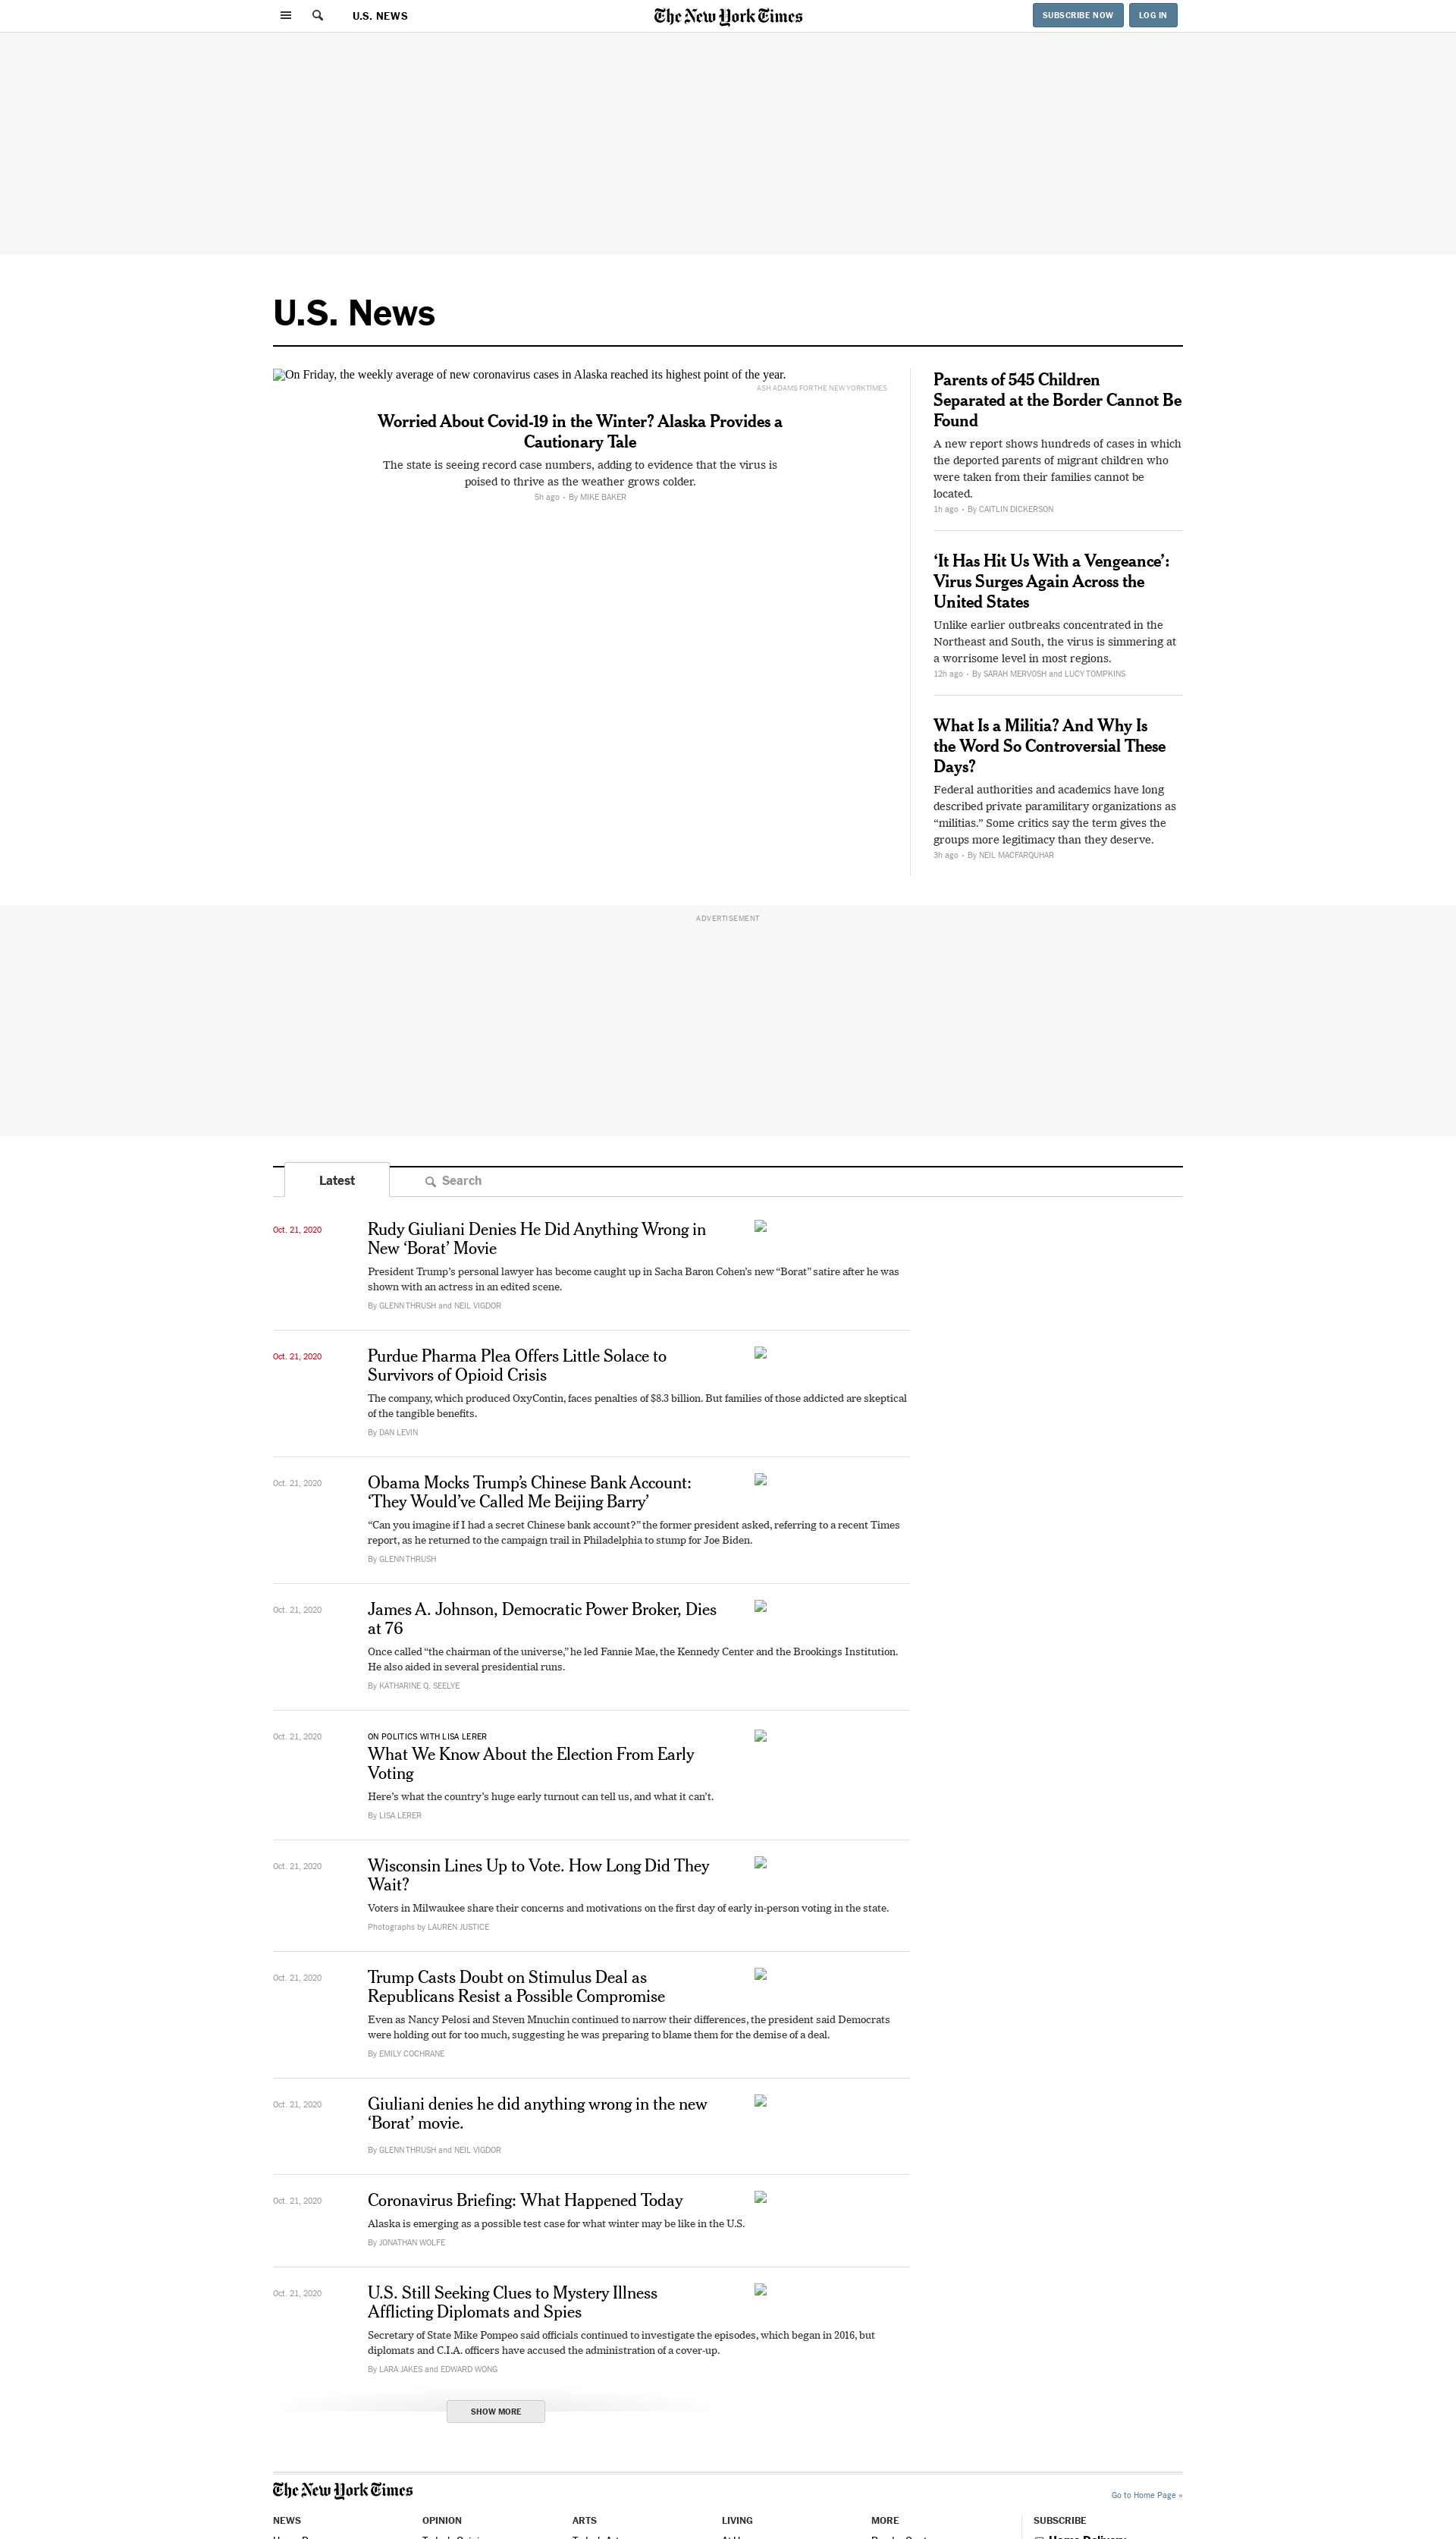 U.S. NEWS
The New York Times
SUBSCRIBE NOW
LOG IN
U.S. News
On Friday, the weekly average of new coronavirus cases in Alaska reached its highest point of the year.
ASH ADAMS FOR THE NEW YORK TIMES
Worried About Covid-19 in the Winter? Alaska Provides a
Cautionary Tale
The state is seeing record case numbers, adding to evidence that the virus is
poised to thrive as the weather grows colder.
5h ago • By MIKE BAKER
Parents of 545 Children
Separated at the Border Cannot Be
Found
A new report shows hundreds of cases in which
the deported parents of migrant children who
were taken from their families cannot be
located.
1h ago • By CAITLIN DICKERSON
‘It Has Hit Us With a Vengeance’:
Virus Surges Again Across the
United States
Unlike earlier outbreaks concentrated in the
Northeast and South, the virus is simmering at
a worrisome level in most regions.
12h ago • By SARAH MERVOSH and LUCY TOMPKINS
What Is a Militia? And Why Is
the Word So Controversial These
Days?
Federal authorities and academics have long
described private paramilitary organizations as
“militias.” Some critics say the term gives the
groups more legitimacy than they deserve.
3h ago • By NEIL MACFARQUHAR
ADVERTISEMENT
Latest
Search
Oct. 21, 2020
Rudy Giuliani Denies He Did Anything Wrong in
New ‘Borat’ Movie
President Trump’s personal lawyer has become caught up in Sacha Baron Cohen’s new “Borat” satire after he was
shown with an actress in an edited scene.
By GLENN THRUSH and NEIL VIGDOR
Oct. 21, 2020
Purdue Pharma Plea Offers Little Solace to
Survivors of Opioid Crisis
The company, which produced OxyContin, faces penalties of $8.3 billion. But families of those addicted are skeptical
of the tangible benefits.
By DAN LEVIN
Oct. 21, 2020
Obama Mocks Trump’s Chinese Bank Account:
‘They Would’ve Called Me Beijing Barry’
“Can you imagine if I had a secret Chinese bank account?” the former president asked, referring to a recent Times
report, as he returned to the campaign trail in Philadelphia to stump for Joe Biden.
By GLENN THRUSH
Oct. 21, 2020
James A. Johnson, Democratic Power Broker, Dies
at 76
Once called “the chairman of the universe,” he led Fannie Mae, the Kennedy Center and the Brookings Institution.
He also aided in several presidential runs.
By KATHARINE Q. SEELYE
Oct. 21, 2020
ON POLITICS WITH LISA LERER
What We Know About the Election From Early
Voting
Here’s what the country’s huge early turnout can tell us, and what it can’t.
By LISA LERER
Oct. 21, 2020
Wisconsin Lines Up to Vote. How Long Did They
Wait?
Voters in Milwaukee share their concerns and motivations on the first day of early in-person voting in the state.
Photographs by LAUREN JUSTICE
Oct. 21, 2020
Trump Casts Doubt on Stimulus Deal as
Republicans Resist a Possible Compromise
Even as Nancy Pelosi and Steven Mnuchin continued to narrow their differences, the president said Democrats
were holding out for too much, suggesting he was preparing to blame them for the demise of a deal.
By EMILY COCHRANE
Oct. 21, 2020
Giuliani denies he did anything wrong in the new
‘Borat’ movie.
By GLENN THRUSH and NEIL VIGDOR
Oct. 21, 2020
Coronavirus Briefing: What Happened Today
Alaska is emerging as a possible test case for what winter may be like in the U.S.
By JONATHAN WOLFE
Oct. 21, 2020
U.S. Still Seeking Clues to Mystery Illness
Afflicting Diplomats and Spies
Secretary of State Mike Pompeo said officials continued to investigate the episodes, which began in 2016, but
diplomats and C.I.A. officers have accused the administration of a cover-up.
By LARA JAKES and EDWARD WONG
SHOW MORE
The New York Times
Go to Home Page »
NEWS
OPINION
ARTS
LIVING
MORE
SUBSCRIBE